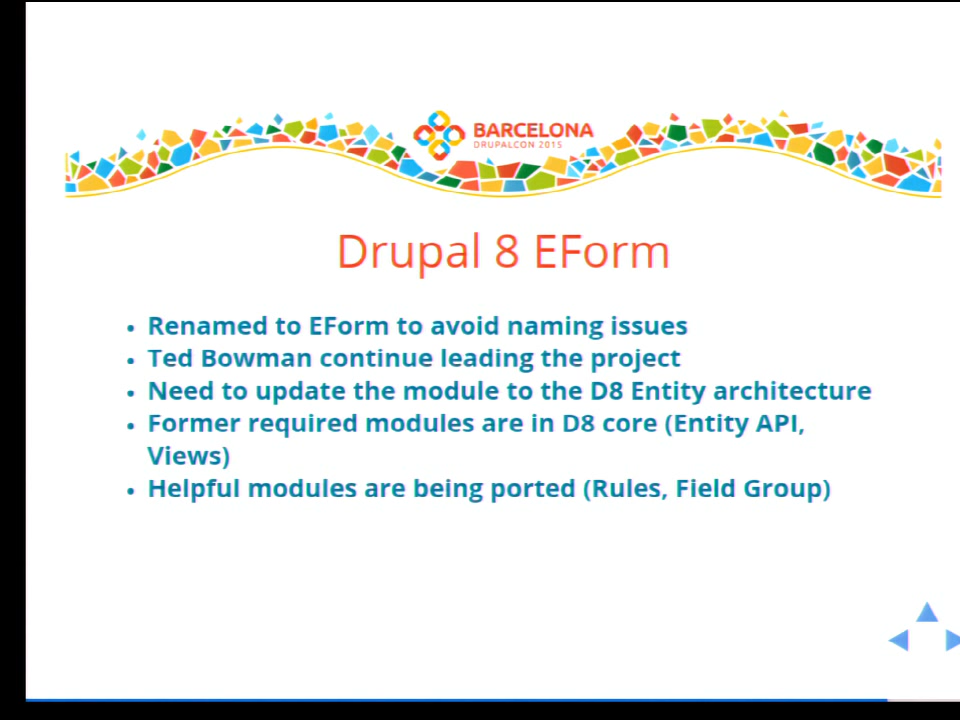 BARCELONA
DRUPALCON 2015
Drupal 8 EForm
• Renamed to EForm to avoid naming issues
• Ted Bowman continue leading the project
• Need to update the module to the D8 Entity architecture
• Former required modules are in D8 core (Entity API,
Views)
• Helpful modules are being ported (Rules, Field Group)